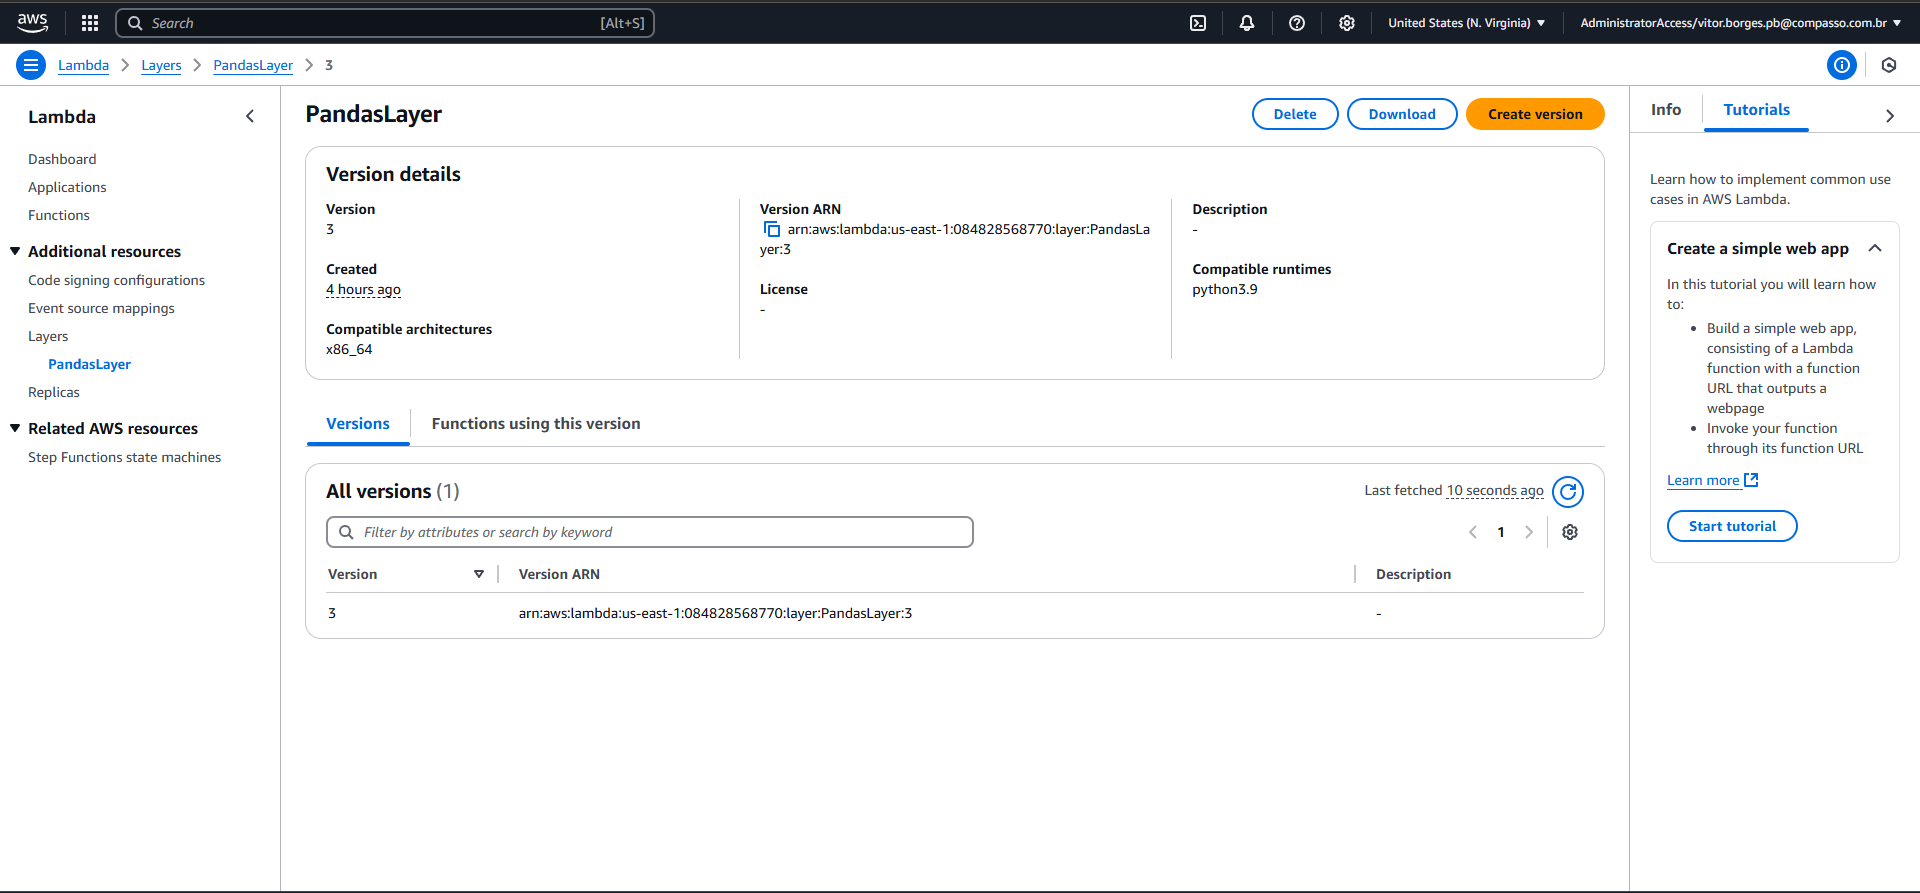 aws
Search
[Alt+S]
United States (N. Virginia)
AdministratorAccess/vitor.borges.pb@compasso.com.br
Lambda
Layers
PandasLayer
3
Lambda
Dashboard
Applications
Functions
Additional resources
Code signing configurations
Event source mappings
Layers
PandasLayer
Replicas
Related AWS resources
Step Functions state machines
PandasLayer
Delete
Download
Create version
Version details
Version
3
Created
4 hours ago
Compatible architectures
x86_64
Version ARN
arn:aws:lambda:us-east-1:084828568770:layer:PandasLa
yer:3
License
-
Description
-
Compatible runtimes
python3.9
Versions
Functions using this version
All versions (1)
Last fetched 10 seconds ago
Filter by attributes or search by keyword
1
Version
Version ARN
Description
3
arn:aws:lambda:us-east-1:084828568770:layer:PandasLayer:3
-
Info
Tutorials
Learn how to implement common use
cases in AWS Lambda.
Create a simple web app
In this tutorial you will learn how
to:
• Build a simple web app,
consisting of a Lambda
function with a function
URL that outputs a
webpage
• Invoke your function
through its function URL
Learn more
Start tutorial